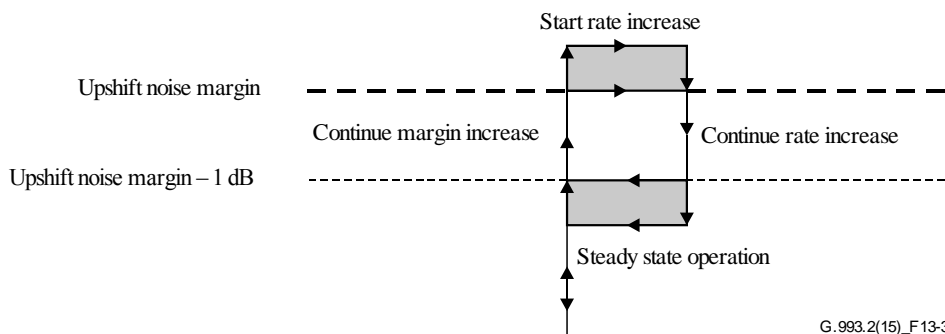 Start rate increase
Upshift noise margin
Continue margin increase
Continue rate increase
Upshift noise margin – 1 dB
Steady state operation
G.993.2(15)_F13-3